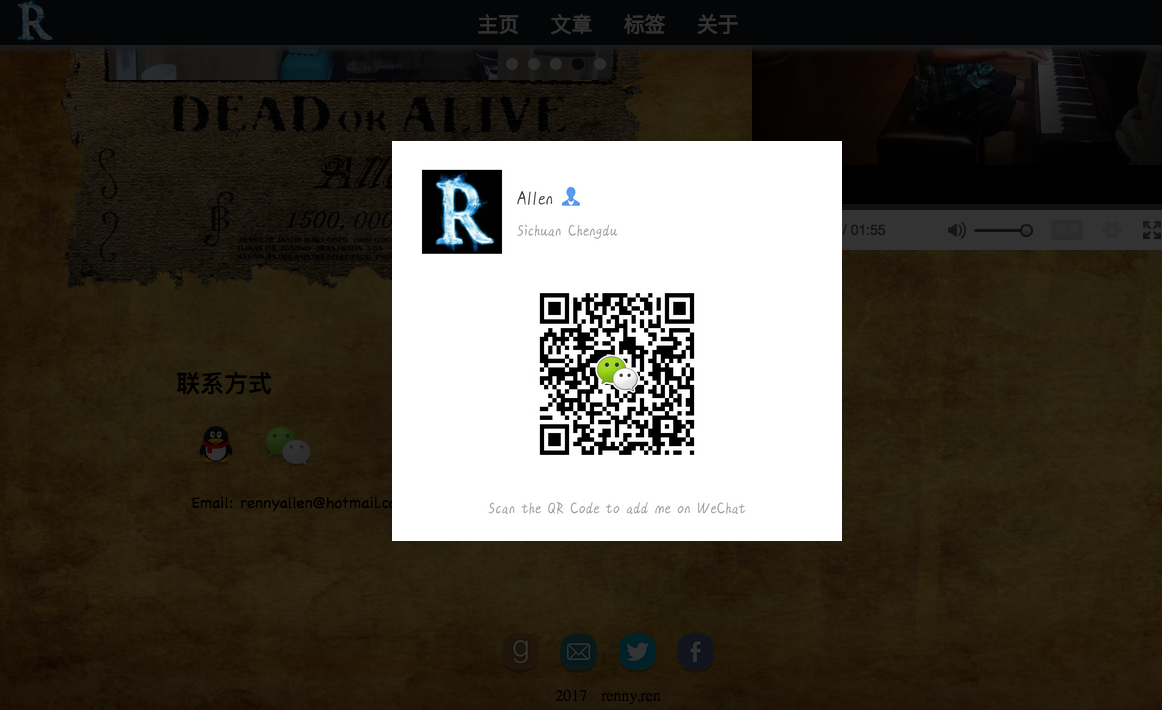 R
主页 文章 标签 关于
DEAD OR ALIVE
1500,000
/ 01:55
R
Allen
Sichuan Chengdu
Scan the QR Code to add me on WeChat
联系方式
Email: rennyallen@hotmail.co
g
f
2017 renny.ren